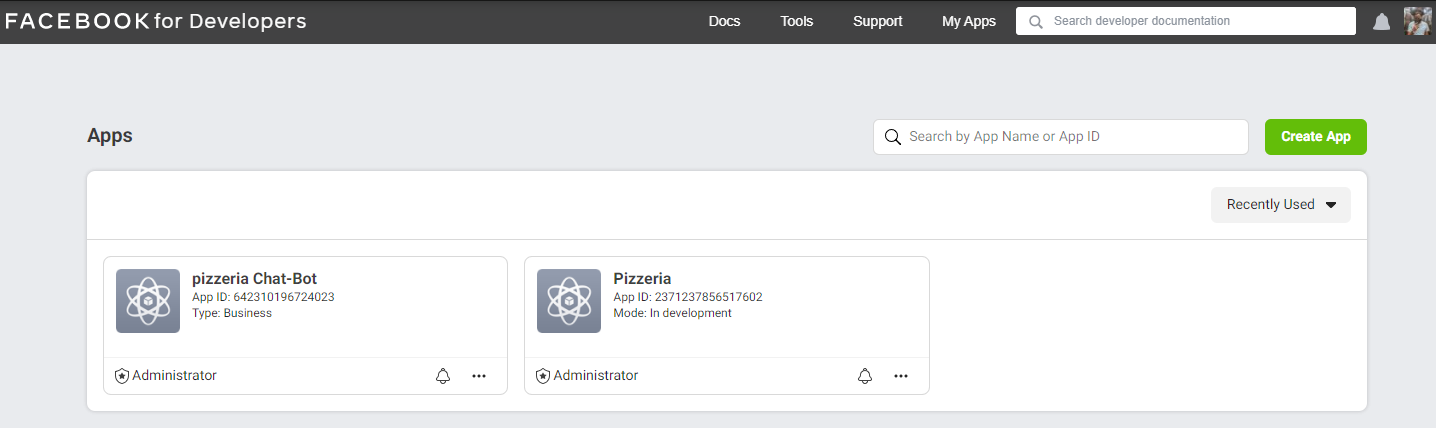 FACEBOOK for Developers
Docs Tools Support My Apps Search developer documentation
Apps
Search by App Name or App ID
Create App
Recently Used
pizzeria Chat-Bot
App ID: 642310196724023
Type: Business
Administrator
Pizzeria
App ID: 2371237856517602
Mode: In development
Administrator